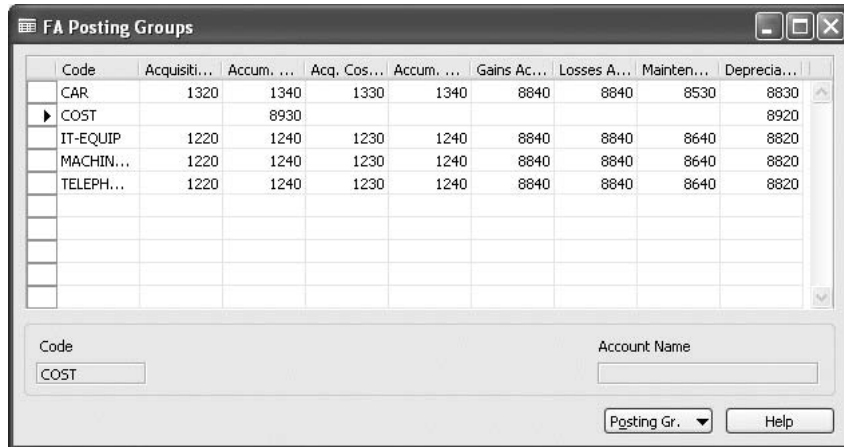 FA Posting Groups
Code Acquisiti... Accum. ... Acq. Cos... Accum. ... Gains Ac... Losses A... Mainten... Deprecia...
CAR 1320 1340 1330 1340 8840 8840 8530 8830
COST 8930 8920
IT-EQUIP 1220 1240 1230 1240 8840 8840 8640 8820
MACHIN... 1220 1240 1230 1240 8840 8840 8640 8820
TELEPH... 1220 1240 1230 1240 8840 8840 8640 8820
Code Account Name
COST
Posting Gr. Help